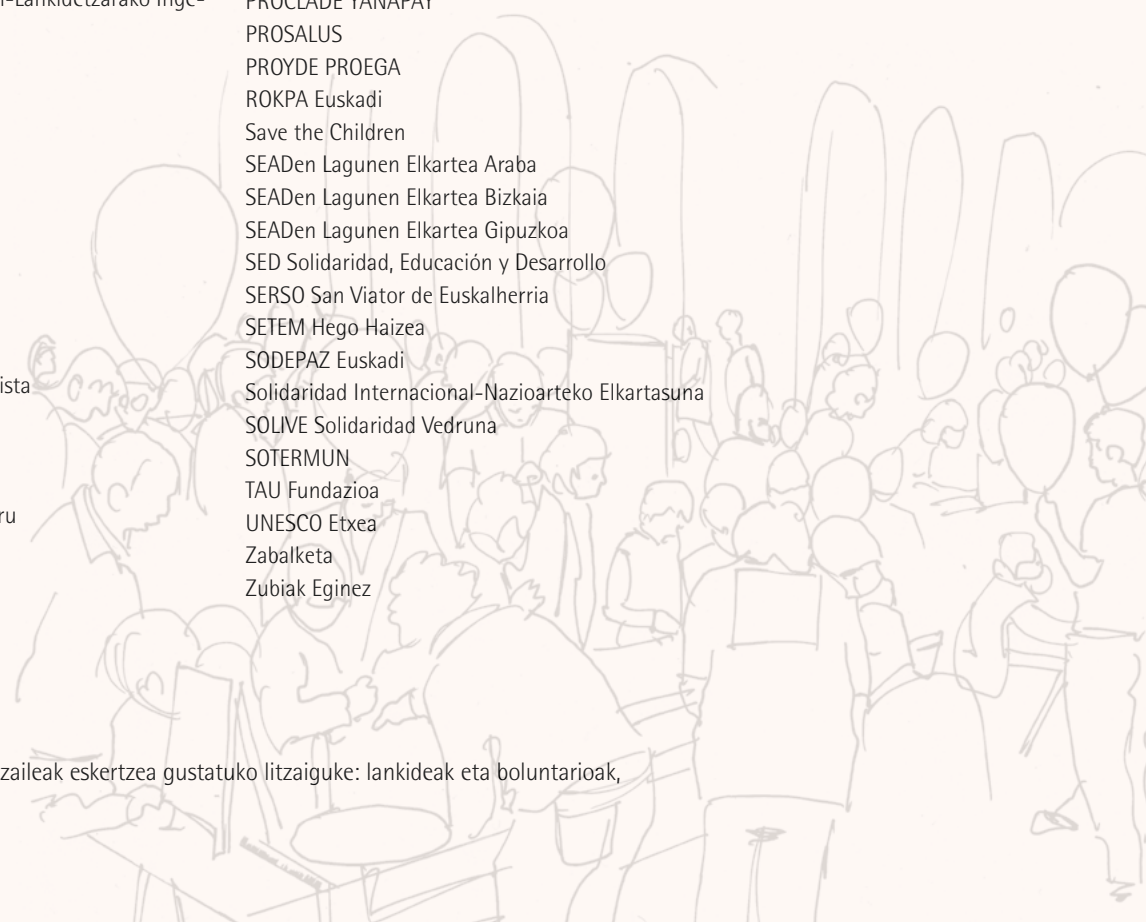 PROCLADE YANAPAY
PROSALUS
PROYDE PROEGA
ROKPA Euskadi
Save the Children
SEADen Lagunen Elkartea Araba
SEADen Lagunen Elkartea Bizkaia
SEADen Lagunen Elkartea Gipuzkoa
SED Solidaridad, Educación y Desarrollo
SERSO San Viator de Euskalherria
SETEM Hego Haizea
SODEPAZ Euskadi
ista
Solidaridad Internacional-Nazioarteko Elkartasuna
SOLIVE Solidaridad Vedruna
SOTERMUN
TAU Fundazioa
ru
UNESCO Etxea
Zabalketa
Zubiak Eginez
zaileak eskertzea gustatuko litzaiguke: lankideak eta boluntarioak,